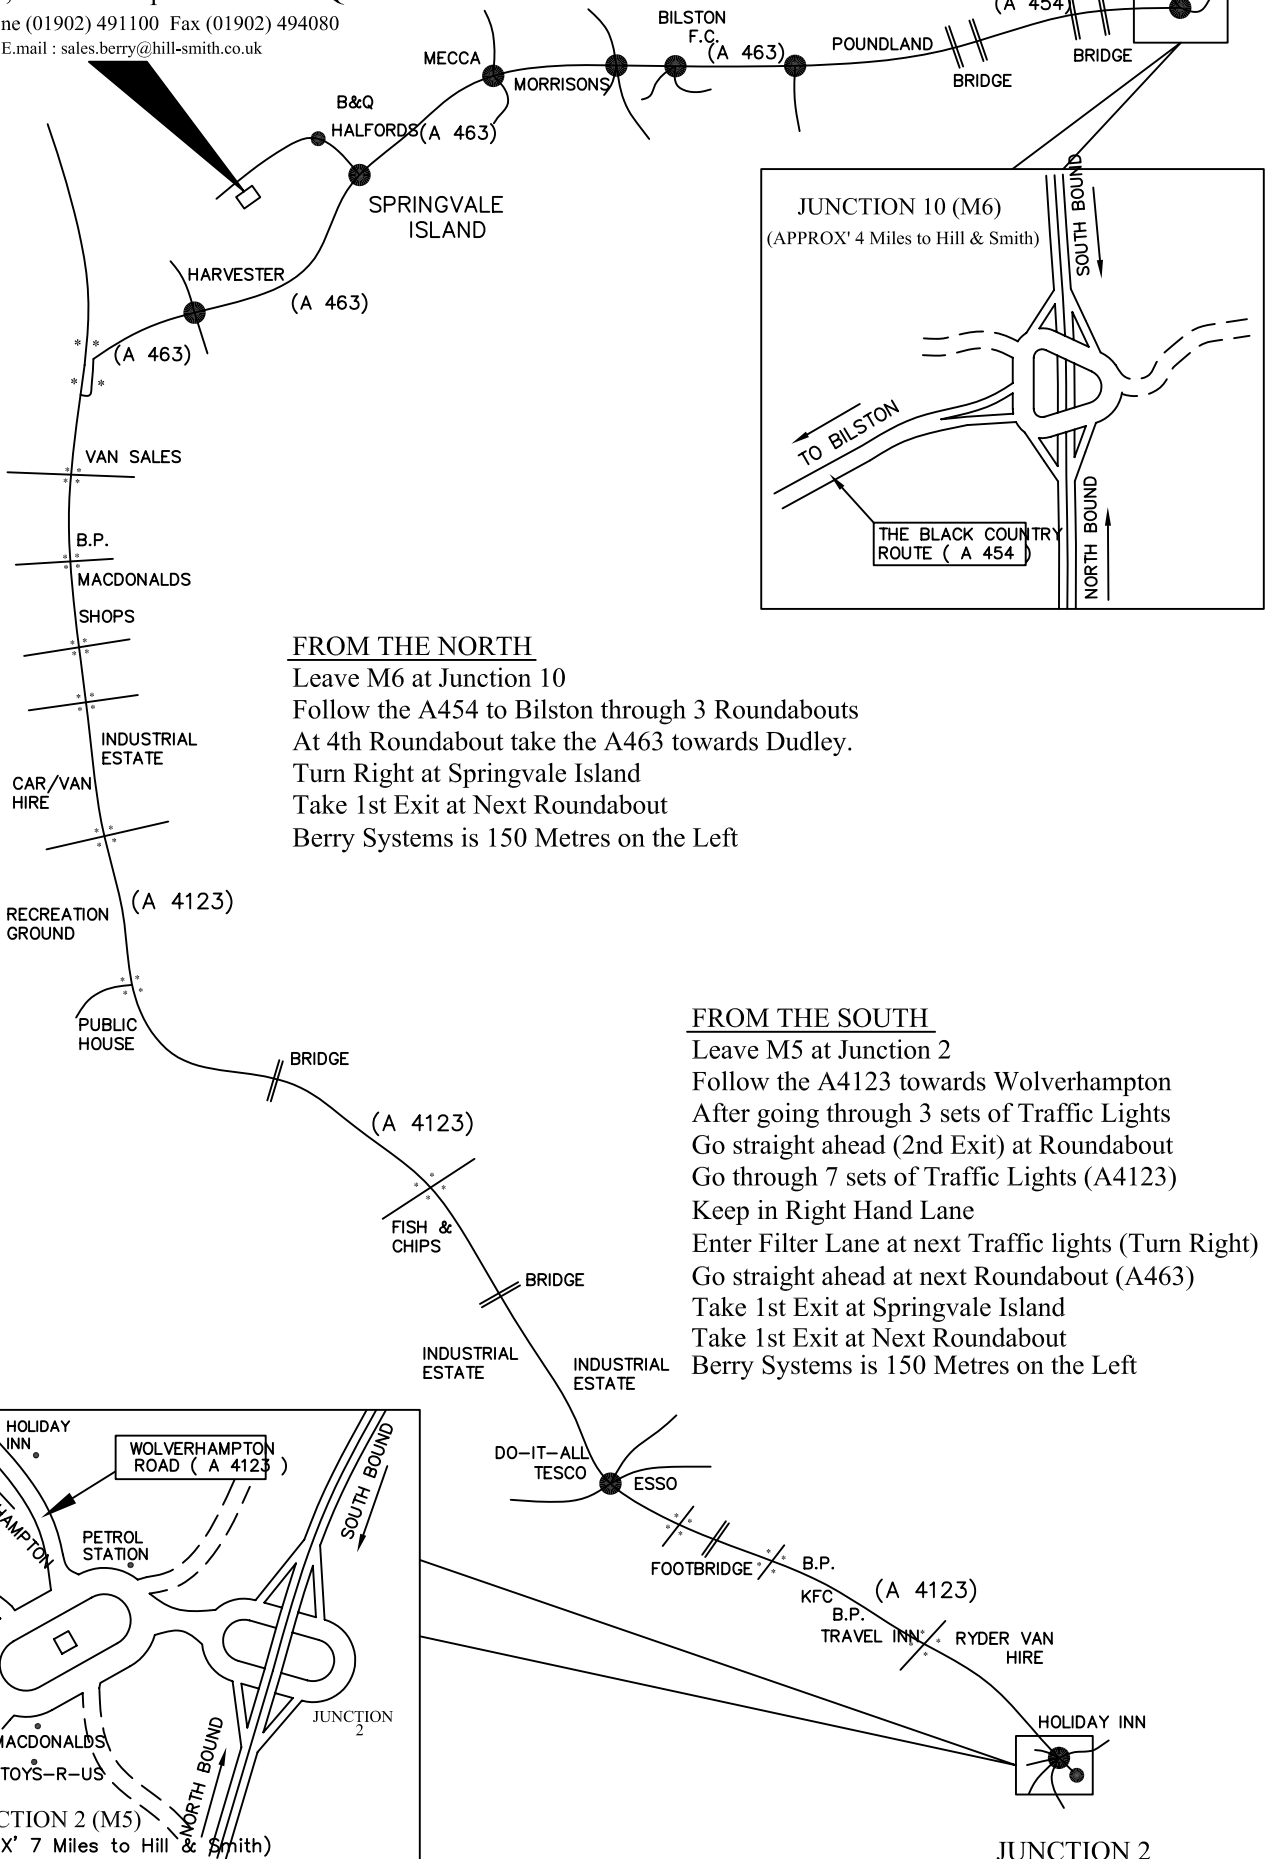 ne (01902) 491100 Fax (01902) 494080
E.mail : sales.berry@hill-smith.co.uk
(A 454)
BILSTON
F.C.
(A 463)
POUNDLAND
BRIDGE
BRIDGE
MECCA
MORRISONS
B&Q
HALFORDS
(A 463)
SPRINGVALE
ISLAND
HARVESTER
(A 463)
(A 463)
JUNCTION 10 (M6)
(APPROX' 4 Miles to Hill & Smith)
SOUTH BOUND
TO BILSTON
THE BLACK COUNTRY
ROUTE ( A 454 )
NORTH BOUND
VAN SALES
B.P.
MACDONALDS
SHOPS
INDUSTRIAL
ESTATE
CAR/VAN
HIRE
(A 4123)
RECREATION
GROUND
PUBLIC
HOUSE
FROM THE NORTH
Leave M6 at Junction 10
Follow the A454 to Bilston through 3 Roundabouts
At 4th Roundabout take the A463 towards Dudley.
Turn Right at Springvale Island
Take 1st Exit at Next Roundabout
Berry Systems is 150 Metres on the Left
BRIDGE
(A 4123)
FISH &
CHIPS
BRIDGE
INDUSTRIAL
ESTATE
INDUSTRIAL
ESTATE
FROM THE SOUTH
Leave M5 at Junction 2
Follow the A4123 towards Wolverhampton
After going through 3 sets of Traffic Lights
Go straight ahead (2nd Exit) at Roundabout
Go through 7 sets of Traffic Lights (A4123)
Keep in Right Hand Lane
Enter Filter Lane at next Traffic lights (Turn Right)
Go straight ahead at next Roundabout (A463)
Take 1st Exit at Springvale Island
Take 1st Exit at Next Roundabout
Berry Systems is 150 Metres on the Left
DO-IT-ALL
TESCO
ESSO
FOOTBRIDGE
B.P.
KFC
B.P.
(A 4123)
TRAVEL INN
RYDER VAN
HIRE
HOLIDAY INN
JUNCTION 2
HOLIDAY
INN
WOLVERHAMPTON
ROAD ( A 4123 )
SOUTH BOUND
HAMPTON
PETROL
STATION
JUNCTION
2
MACDONALDS
TOYS-R-US
NORTH BOUND
CTION 2 (M5)
X' 7 Miles to Hill & Smith)